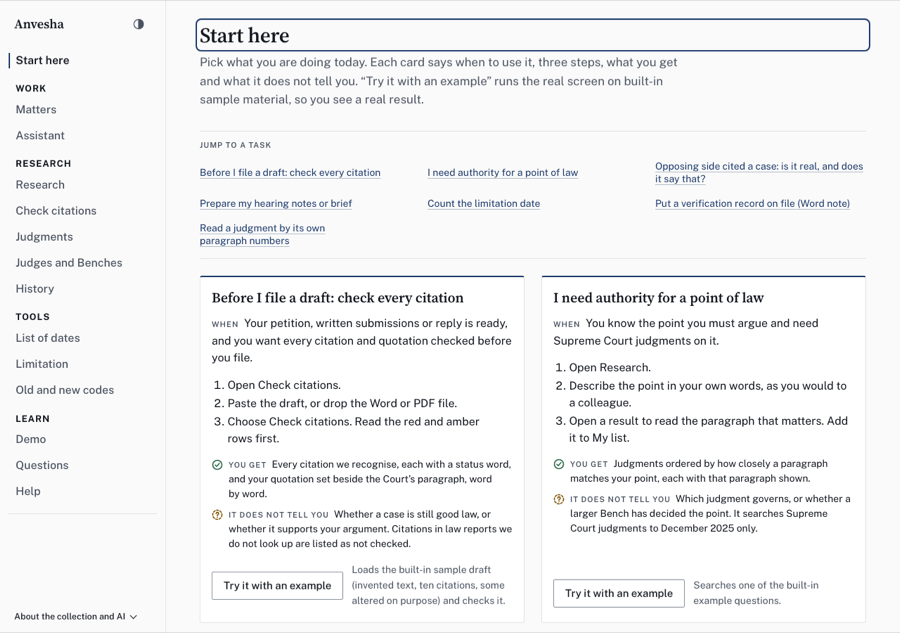 Anvesha
Start here
WORK
Matters
Assistant
RESEARCH
Research
Check citations
Judgments
Judges and Benches
History
TOOLS
List of dates
Limitation
Old and new codes
LEARN
Demo
Questions
Help
About the collection and AI
Start here
Pick what you are doing today. Each card says when to use it, three steps, what you get
and what it does not tell you. “Try it with an example” runs the real screen on built-in
sample material, so you see a real result.
JUMP TO A TASK
Before I file a draft: check every citation
I need authority for a point of law
Opposing side cited a case: is it real, and does
it say that?
Prepare my hearing notes or brief
Count the limitation date
Put a verification record on file (Word note)
Read a judgment by its own
paragraph numbers
Before I file a draft: check every citation
WHEN Your petition, written submissions or reply is ready,
and you want every citation and quotation checked before
you file.
1. Open Check citations.
2. Paste the draft, or drop the Word or PDF file.
3. Choose Check citations. Read the red and amber
rows first.
YOU GET Every citation we recognise, each with a status word,
and your quotation set beside the Court’s paragraph, word
by word.
IT DOES NOT TELL YOU Whether a case is still good law, or
whether it supports your argument. Citations in law reports we
do not look up are listed as not checked.
Try it with an example
Loads the built-in sample draft
(invented text, ten citations, some
altered on purpose) and checks it.
I need authority for a point of law
WHEN You know the point you must argue and need
Supreme Court judgments on it.
1. Open Research.
2. Describe the point in your own words, as you would to
a colleague.
3. Open a result to read the paragraph that matters. Add
it to My list.
YOU GET Judgments ordered by how closely a paragraph
matches your point, each with that paragraph shown.
IT DOES NOT TELL YOU Which judgment governs, or whether a
larger Bench has decided the point. It searches Supreme
Court judgments to December 2025 only.
Try it with an example
Searches one of the built-in
example questions.